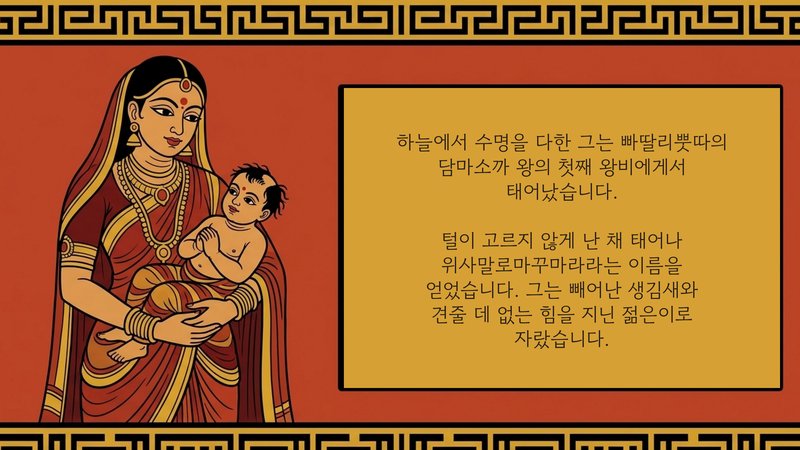 하늘에서 수명을 다한 그는 빠딸리뿟따의
담마소까 왕의 첫째 왕비에게서
태어났습니다.
털이 고르지 않게 난 채 태어나
위사말로마꾸마라라는 이름을
얻었습니다. 그는 빼어난 생김새와
견줄 데 없는 힘을 지닌 젊은이로
자랐습니다.